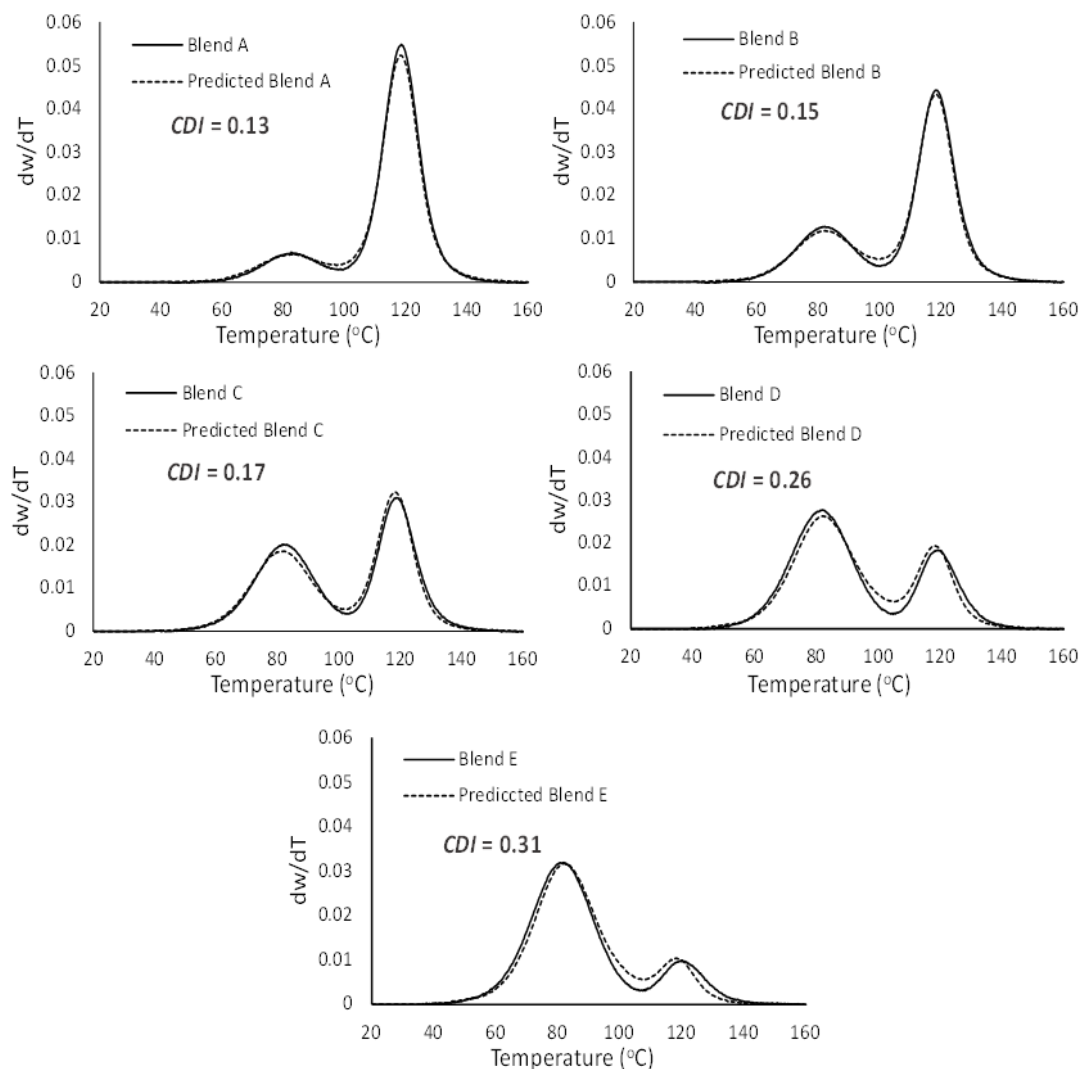 0.06
0.05
0.04
0.03
0.02
0.01
0
dw/dT
Blend A
Predicted Blend A
CDI = 0.13
20 40 60 80 100 120 140 160
Temperature (°C)
0.06
0.05
0.04
0.03
0.02
0.01
0
dw/dT
Blend B
Predicted Blend B
CDI = 0.15
20 40 60 80 100 120 140 160
Temperature (°C)
0.06
0.05
0.04
0.03
0.02
0.01
0
dw/dT
Blend C
Predicted Blend C
CDI = 0.17
20 40 60 80 100 120 140 160
Temperature (°C)
0.06
0.05
0.04
0.03
0.02
0.01
0
dw/dT
Blend D
Predicted Blend D
CDI = 0.26
20 40 60 80 100 120 140 160
Temperature (°C)
0.06
0.05
0.04
0.03
0.02
0.01
0
dw/dT
Blend E
Prediccted Blend E
CDI = 0.31
20 40 60 80 100 120 140 160
Temperature (°C)